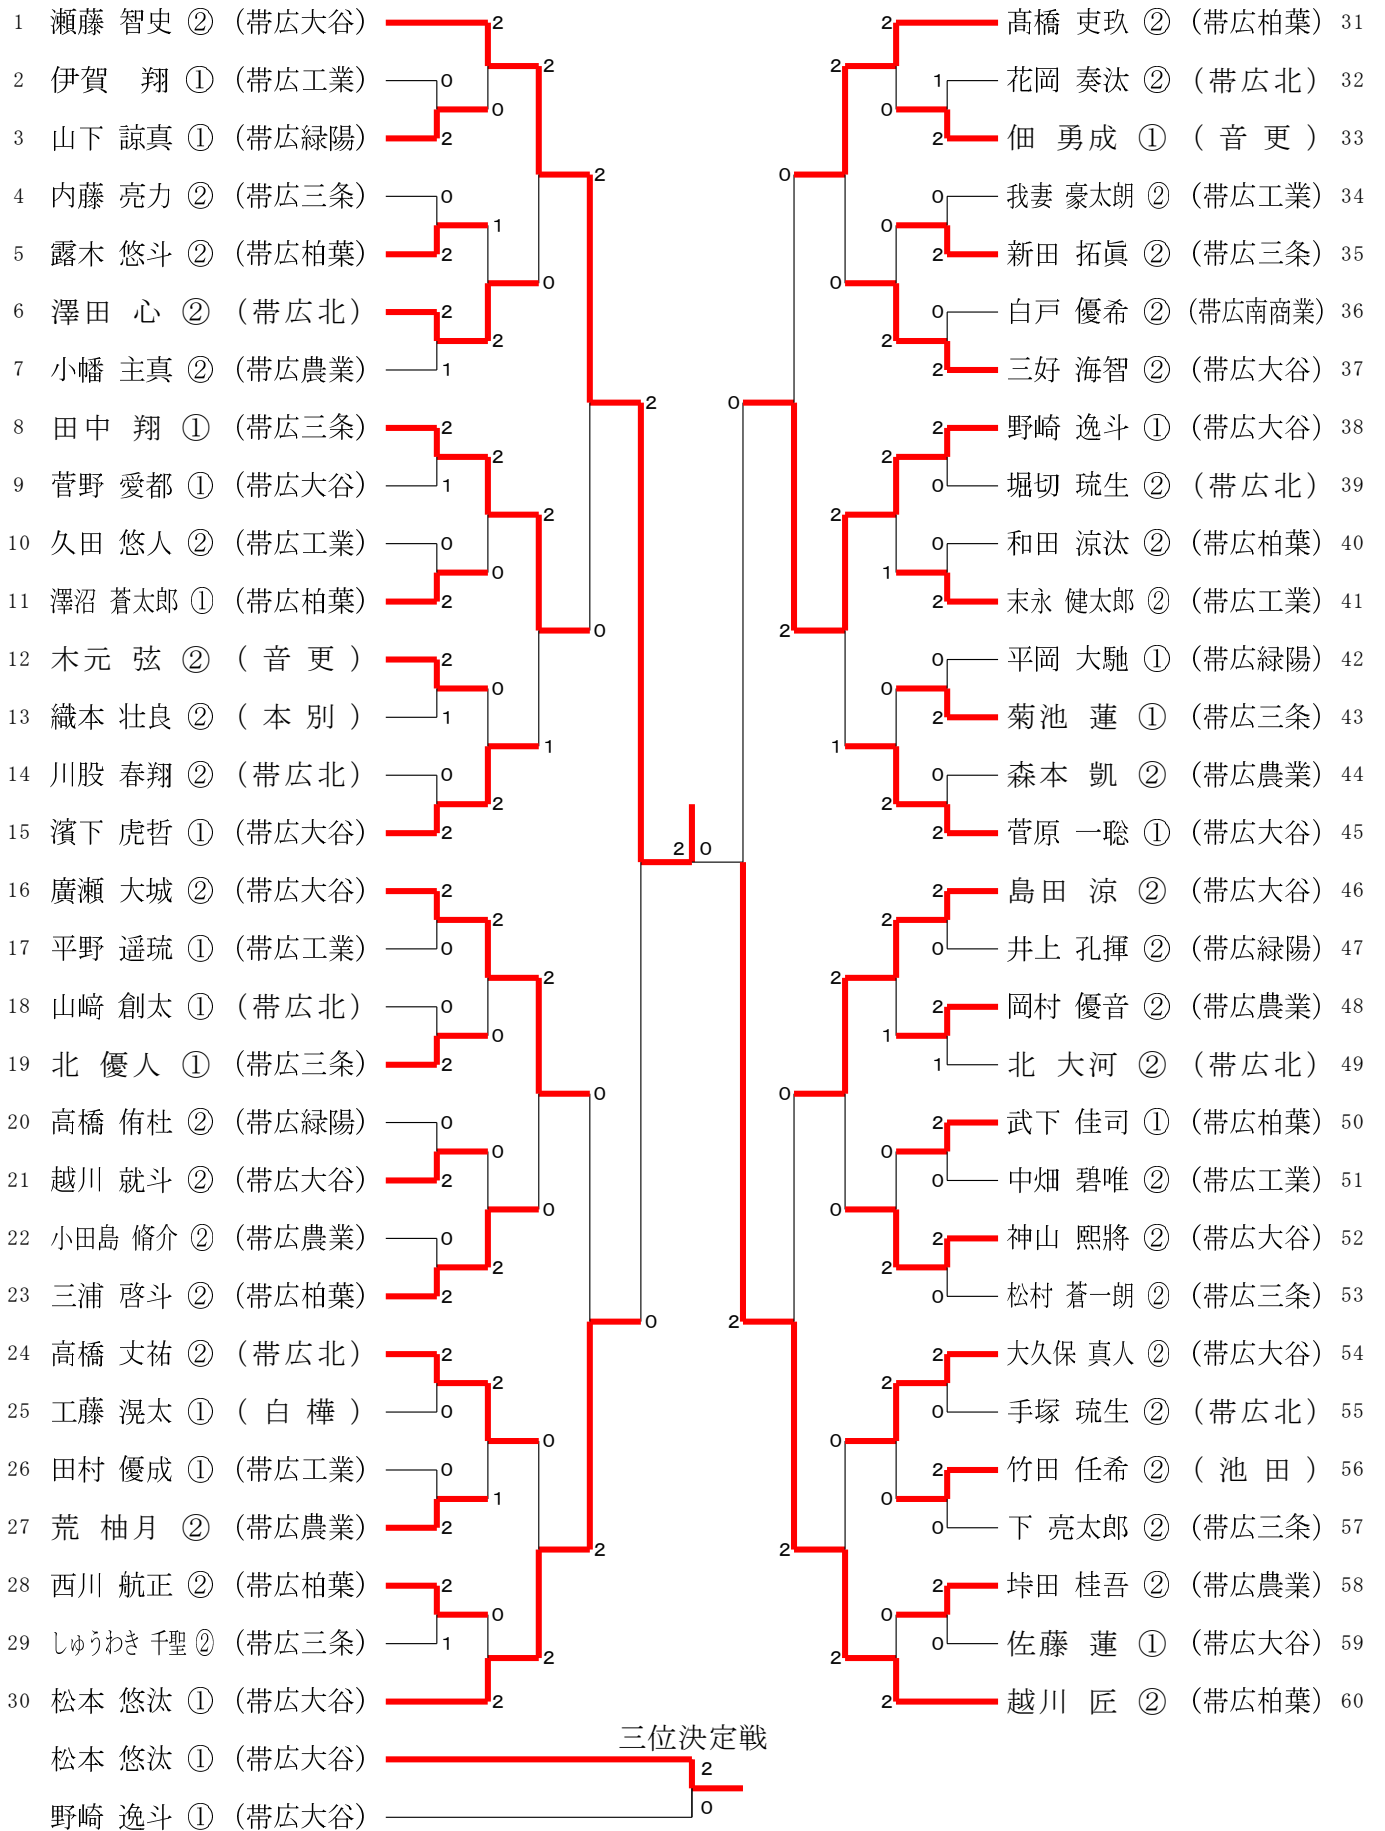 1 瀬藤 智史 ② (帯広大谷)
2 伊賀 翔 ① (帯広工業)
3 山下 諒真 ① (帯広緑陽)
4 内藤 亮力 ② (帯広三条)
5 露木 悠斗 ② (帯広柏葉)
6 澤田 心 ② (帯広北)
7 小幡 主真 ② (帯広農業)
8 田中 翔 ① (帯広三条)
9 菅野 愛都 ① (帯広大谷)
10 久田 悠人 ② (帯広工業)
11 澤沼 蒼太郎 ① (帯広柏葉)
12 木元 弦 ② (音更)
13 織本 壮良 ② (本別)
14 川股 春翔 ② (帯広北)
15 濱下 虎哲 ① (帯広大谷)
16 廣瀬 大城 ② (帯広大谷)
17 平野 遥琉 ① (帯広工業)
18 山﨑 創太 ① (帯広北)
19 北 優人 ① (帯広三条)
20 高橋 侑杜 ② (帯広緑陽)
21 越川 就斗 ② (帯広大谷)
22 小田島 脩介 ② (帯広農業)
23 三浦 啓斗 ② (帯広柏葉)
24 高橋 丈祐 ② (帯広北)
25 工藤 滉太 ① (白樺)
26 田村 優成 ① (帯広工業)
27 荒 柚月 ② (帯広農業)
28 西川 航正 ② (帯広柏葉)
29 しゅうわき 千聖 ② (帯広三条)
30 松本 悠汰 ① (帯広大谷)
髙橋 吏玖 ② (帯広柏葉) 31
花岡 奏汰 ② (帯広北) 32
佃 勇成 ① (音更) 33
我妻 豪太朗 ② (帯広工業) 34
新田 拓眞 ② (帯広三条) 35
白戸 優希 ② (帯広南商業) 36
三好 海智 ② (帯広大谷) 37
野崎 逸斗 ① (帯広大谷) 38
堀切 琉生 ② (帯広北) 39
和田 涼汰 ② (帯広柏葉) 40
末永 健太郎 ② (帯広工業) 41
平岡 大馳 ① (帯広緑陽) 42
菊池 蓮 ① (帯広三条) 43
森本 凱 ② (帯広農業) 44
菅原 一聡 ① (帯広大谷) 45
島田 涼 ② (帯広大谷) 46
井上 孔揮 ② (帯広緑陽) 47
岡村 優音 ② (帯広農業) 48
北 大河 ② (帯広北) 49
武下 佳司 ① (帯広柏葉) 50
中畑 碧唯 ② (帯広工業) 51
神山 煕將 ② (帯広大谷) 52
松村 蒼一朗 ② (帯広三条) 53
大久保 真人 ② (帯広大谷) 54
手塚 琉生 ② (帯広北) 55
竹田 任希 ② (池田) 56
下 亮太郎 ② (帯広三条) 57
垰田 桂吾 ② (帯広農業) 58
佐藤 蓮 ① (帯広大谷) 59
越川 匠 ② (帯広柏葉) 60
2 0
三位決定戦
松本 悠汰 ① (帯広大谷) 2
野崎 逸斗 ① (帯広大谷) 0